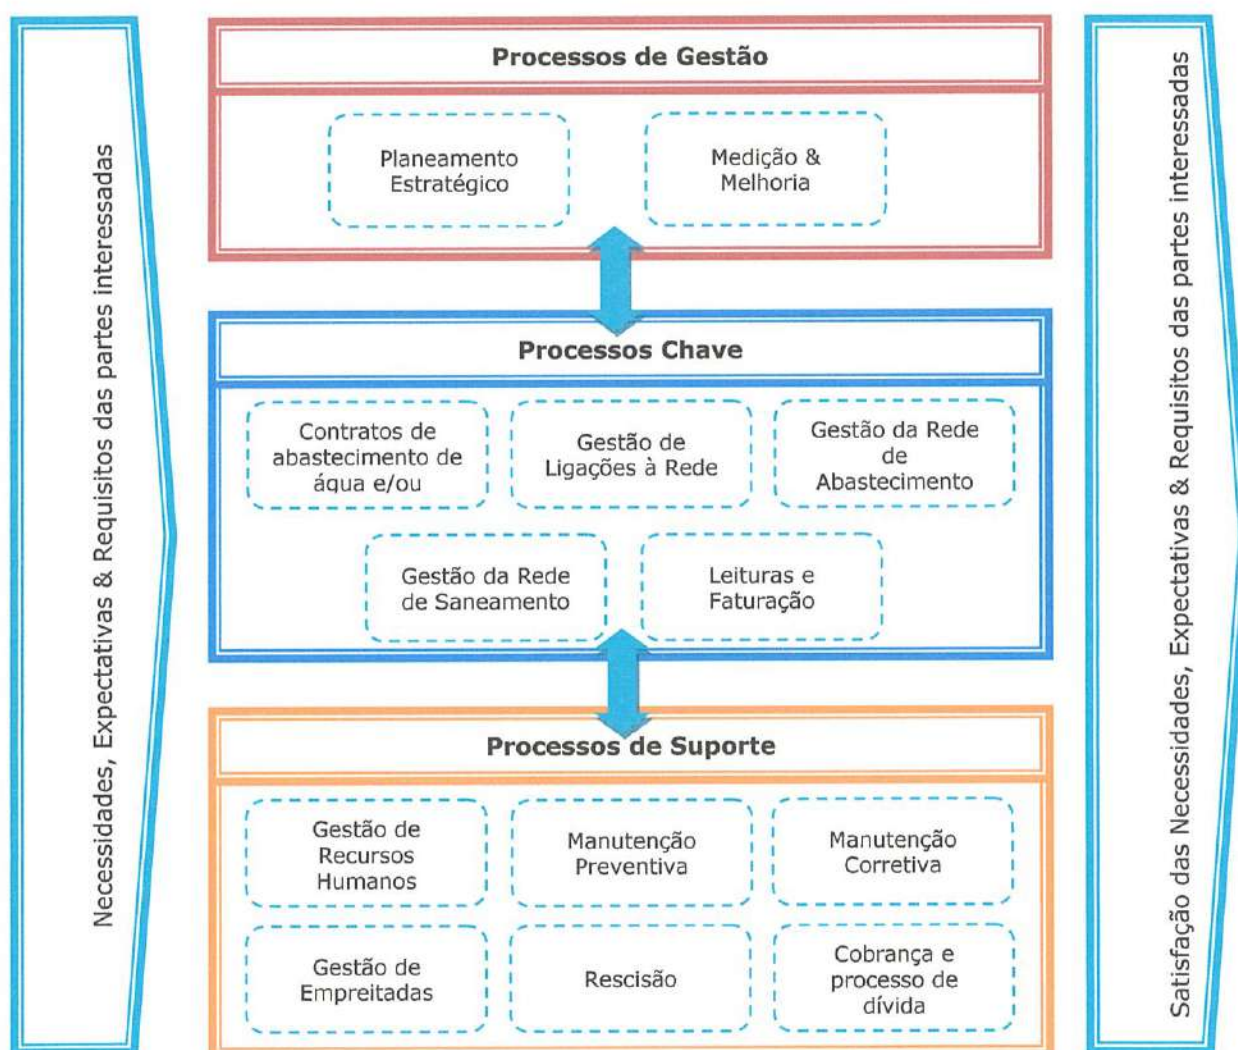 Necessidades, Expectativas & Requisitos das partes interessadas
Processos de Gestão
Planeamento
Estratégico
Medição &
Melhoria
Processos Chave
Contratos de
abastecimento de
água e/ou
Gestão de
Ligações à Rede
Gestão da Rede
de
Abastecimento
Gestão da Rede
de Saneamento
Leituras e
Faturação
Processos de Suporte
Gestão de
Recursos
Humanos
Manutenção
Preventiva
Manutenção
Corretiva
Gestão de
Empreitadas
Rescisão
Cobrança e
processo de
dívida
Satisfação das Necessidades, Expectativas & Requisitos das partes interessadas